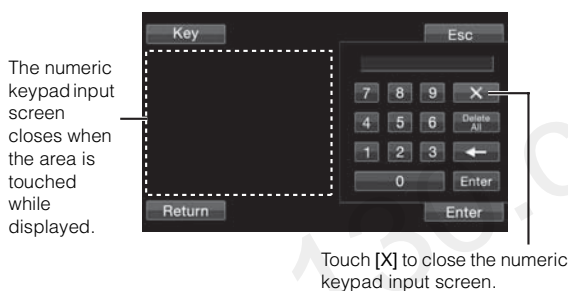 Key
Esc
The numeric
keypad input
screen
closes when
the area is
touched
while
displayed.
7 8 9 X
4 5 6 Delete All
1 2 3 ←
0 Enter
Return
Enter
Touch [X] to close the numeric
keypad input screen.